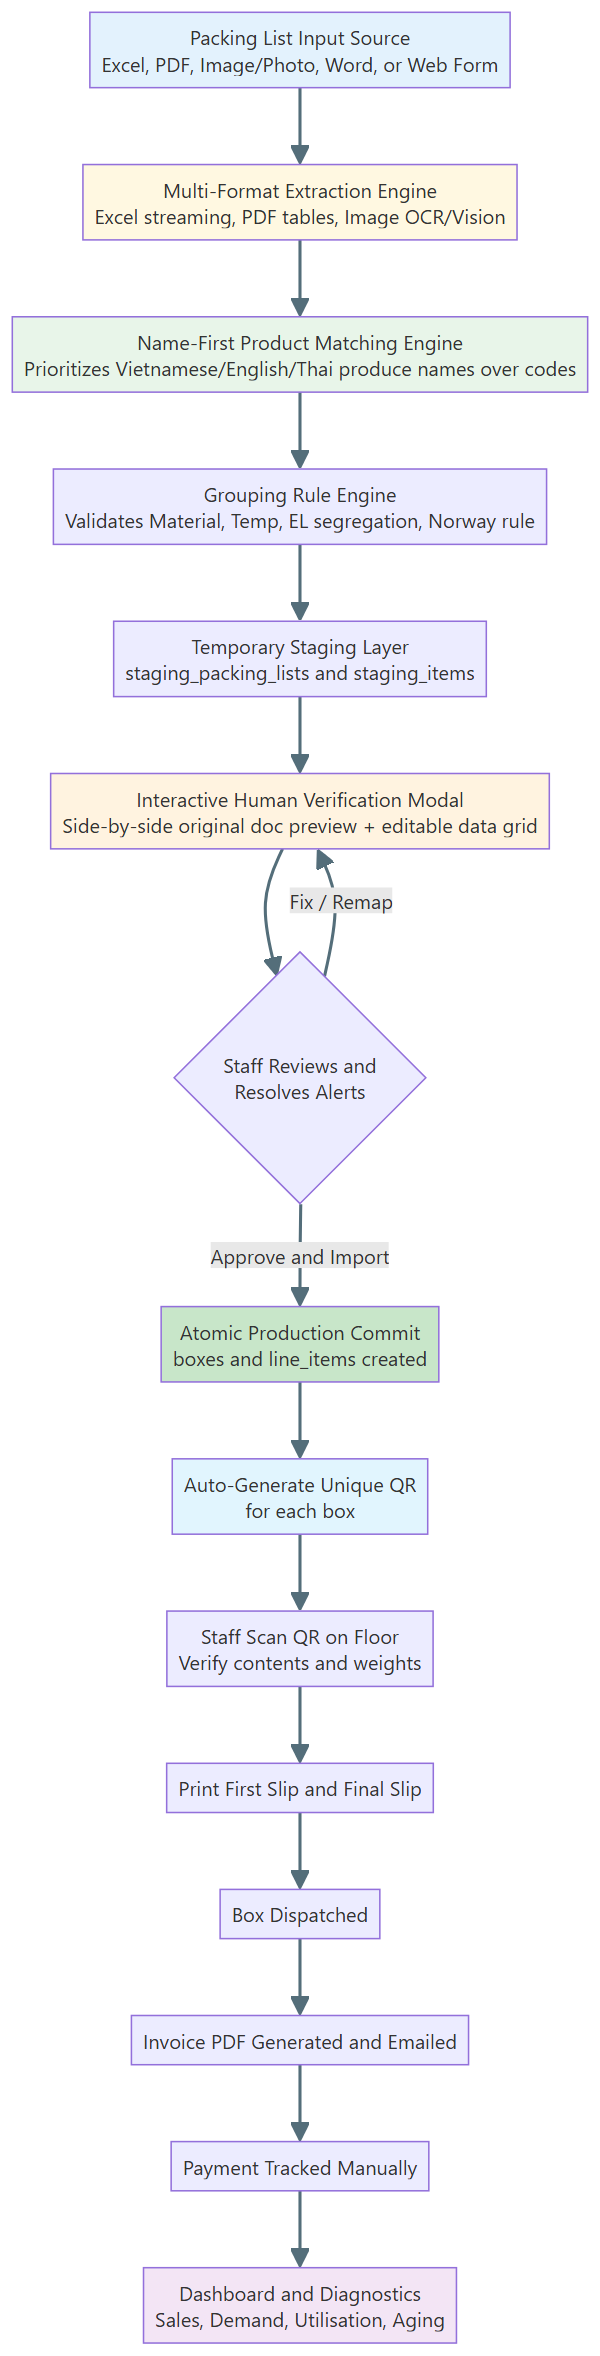 Packing List Input Source
Excel, PDF, Image/Photo, Word, or Web Form
Multi-Format Extraction Engine
Excel streaming, PDF tables, Image OCR/Vision
Name-First Product Matching Engine
Prioritizes Vietnamese/English/Thai produce names over codes
Grouping Rule Engine
Validates Material, Temp, EL segregation, Norway rule
Temporary Staging Layer
staging_packing_lists and staging_items
Interactive Human Verification Modal
Side-by-side original doc preview + editable data grid
Fix / Remap
Staff Reviews and
Resolves Alerts
Approve and Import
Atomic Production Commit
boxes and line_items created
Auto-Generate Unique QR
for each box
Staff Scan QR on Floor
Verify contents and weights
Print First Slip and Final Slip
Box Dispatched
Invoice PDF Generated and Emailed
Payment Tracked Manually
Dashboard and Diagnostics
Sales, Demand, Utilisation, Aging